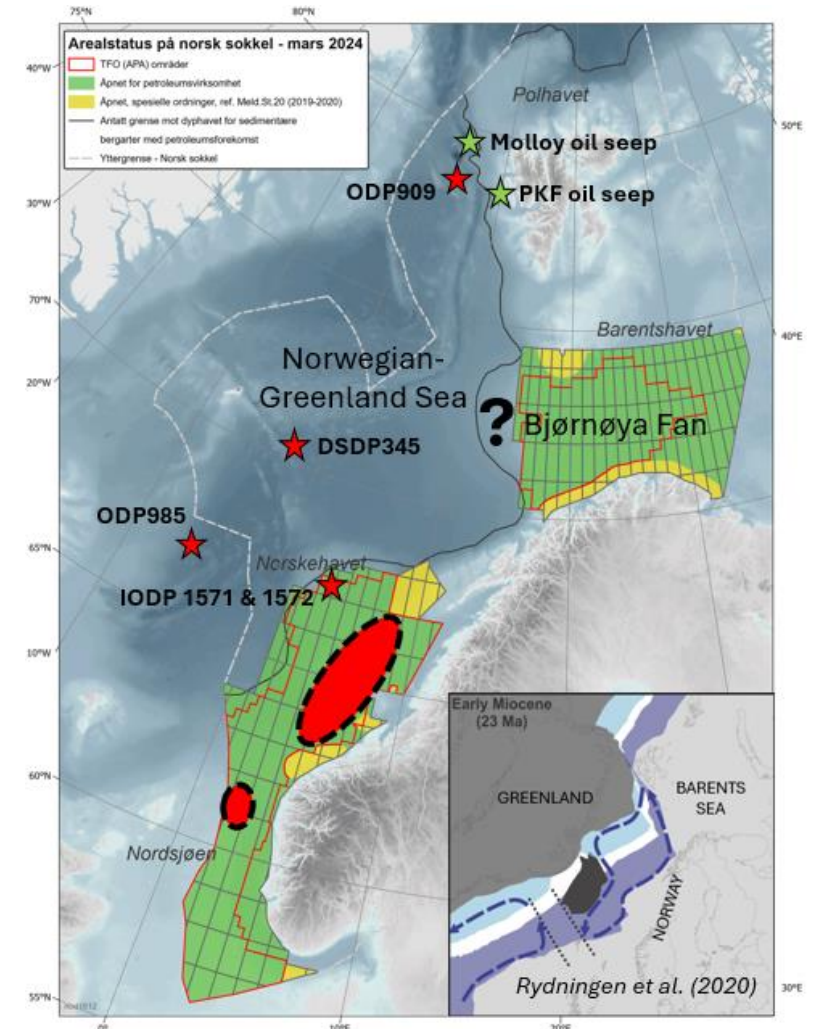 75°N
80°N
Arealstatus på norsk sokkel - mars 2024
TFO (APA) områder
Åpnet for petroleumsvirksomhet
Åpnet, spesielle ordninger, ref. Meld.St.20 (2019-2020)
Antatt grense mot dyphavet for sedimentære
bergarter med petroleumsforekomst
Yttergrense - Norsk sokkel
40°W
Polhavet
50°E
Molloy oil seep
ODP909
PKF oil seep
30°W
70°N
Barentshavet
40°E
Norwegian-
Greenland Sea
20°W
?
Bjørnøya Fan
DSDP345
ODP985
65°N
Norskehavet
IODP 1571 & 1572
10°W
Early Miocene
(23 Ma)
60°N
GREENLAND
BARENTS
SEA
Nordsjøen
NORWAY
Rydningen et al. (2020)
30°E
55°N
0°
10°E
20°E